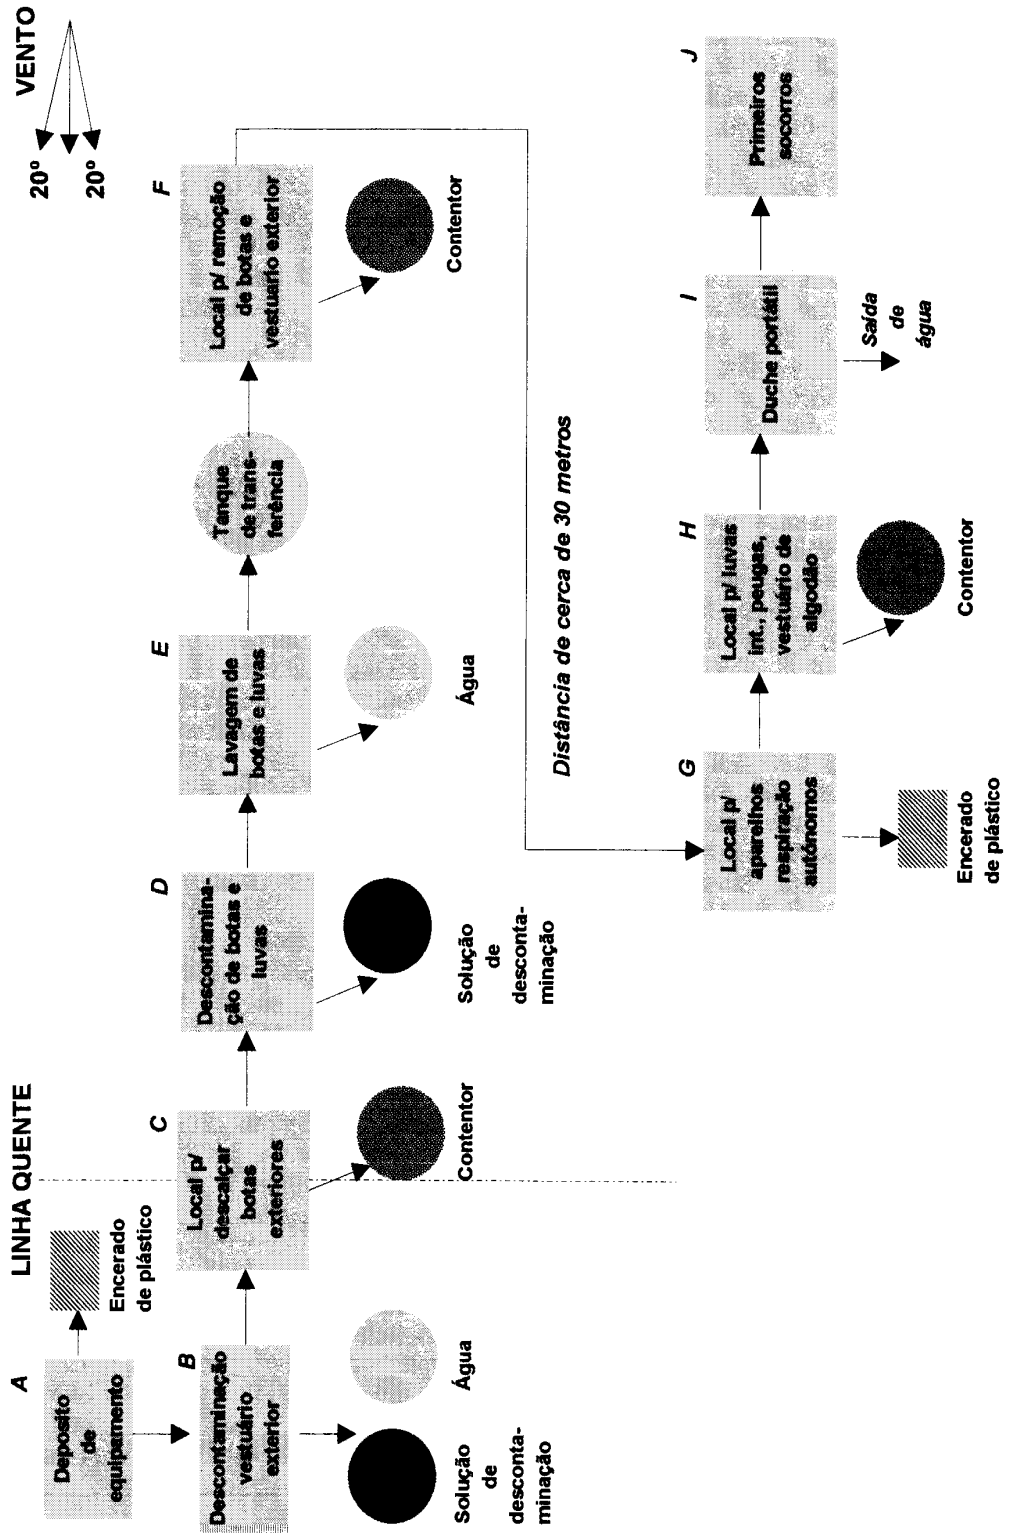 VENTO
20º
20º
LINHA QUENTE
A
Deposito
de
equipamento
Encerado
de plástico
B
Descontaminação
vestuário
exterior
Solução
de
desconta-
minação
Água
C
Local p/
descalçar
botas
exteriores
Contentor
D
Descontamina-
ção de botas e
luvas
Solução
de
desconta-
minação
E
Lavagem de
botas e luvas
Água
Tanque
de trans-
ferência
F
Local p/ remoção
de botas e
vestuario exterior
Contentor
Distância de cerca de 30 metros
G
Local p/
aparelhos
respiração
autónomos
Encerado
de plástico
H
Local p/ luvas
int., peugas,
vestuário de
algodão
Contentor
I
Duche portátil
Saída
de
água
J
Primeiros
socorros